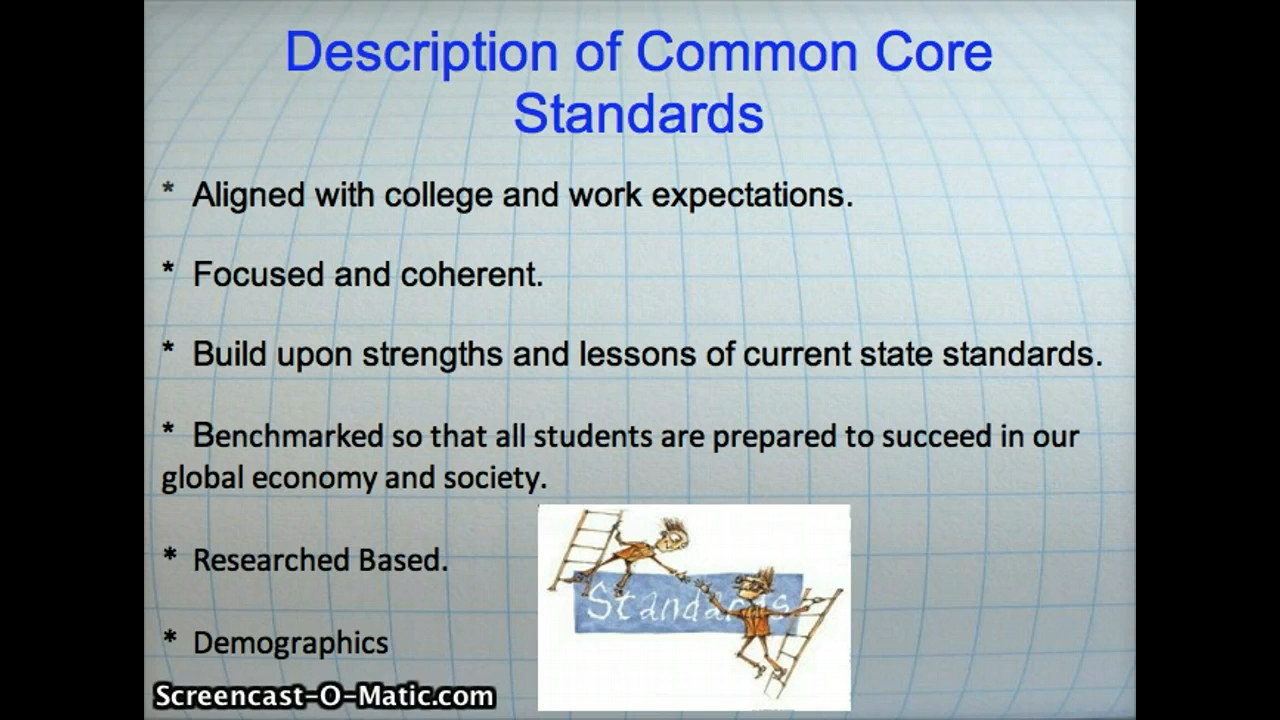 Description of Common Core
Standards
* Aligned with college and work expectations.
* Focused and coherent.
* Build upon strengths and lessons of current state standards.
* Benchmarked so that all students are prepared to succeed in our
global economy and society.
* Researched Based.
Standards
* Demographics
Screencast-O-Matic.com